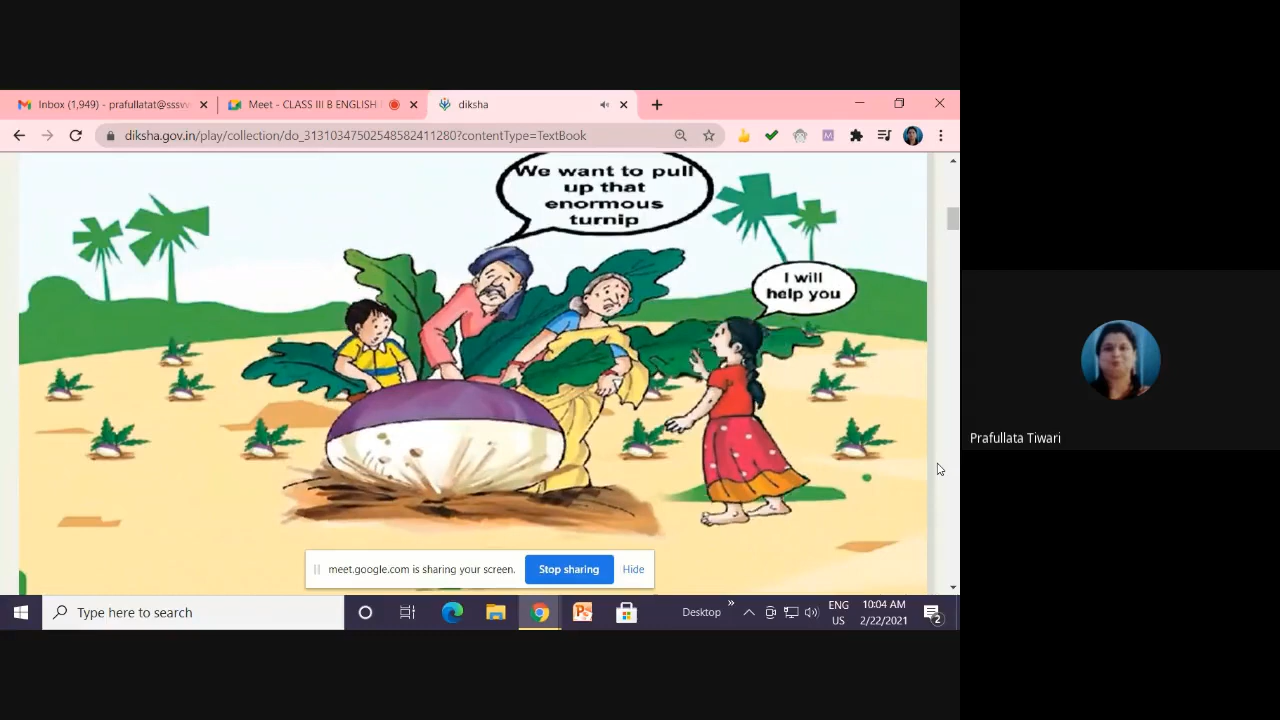 Inbox (1,949) - prafullatat@sssv
Meet - CLASS III B ENGLISH
diksha
diksha.gov.in/play/collection/do_31310347502548582411280?contentType=TextBook
We want to pull
up that
enormous
turnip
I will
help you
Prafullata Tiwari
meet.google.com is sharing your screen.
Stop sharing
Hide
Type here to search
Desktop
ENG
US
10:04 AM
2/22/2021
2